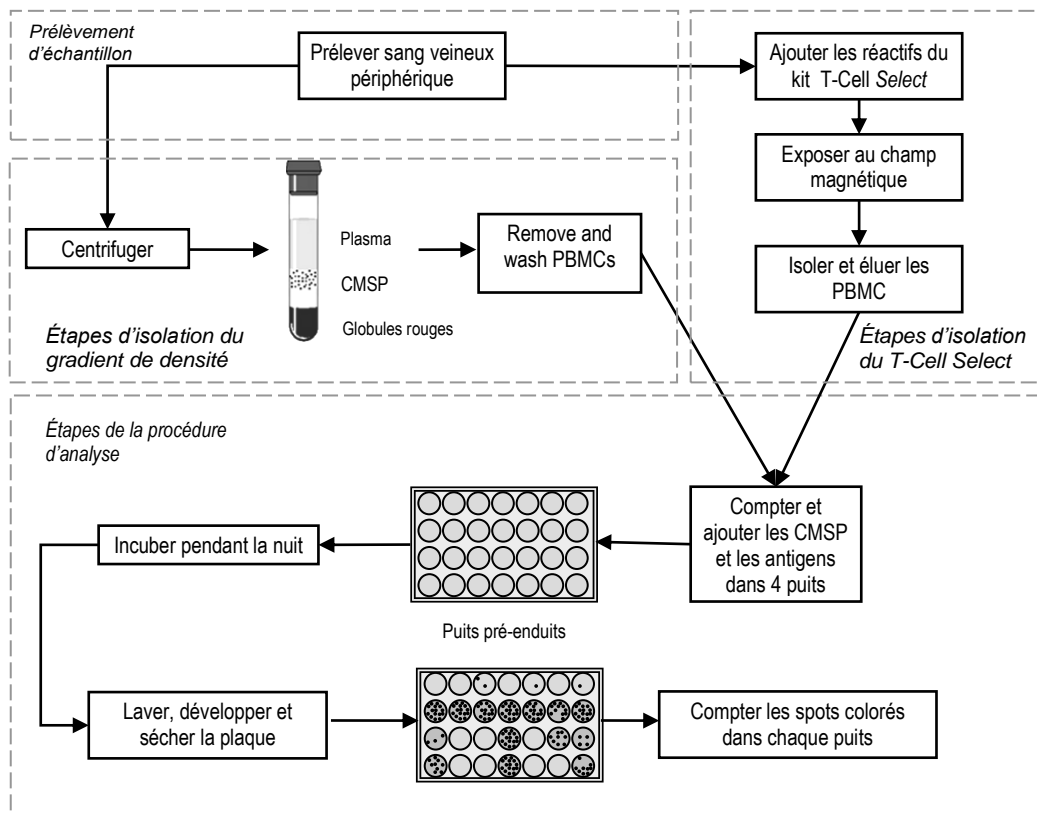 Prélèvement
d'échantillon
Prélever sang veineux
périphérique
Ajouter les réactifs du
kit T-Cell Select
Exposer au champ
magnétique
Isoler et éluer les
PBMC
Étapes d'isolation
du T-Cell Select
Centrifuger
Plasma
CMSP
Globules rouges
Remove and
wash PBMCs
Étapes d'isolation du
gradient de densité
Étapes de la procédure
d'analyse
Compter et
ajouter les CMSP
et les antigens
dans 4 puits
Puits pré-enduits
Incuber pendant la nuit
Laver, développer et
sécher la plaque
Compter les spots colorés
dans chaque puits